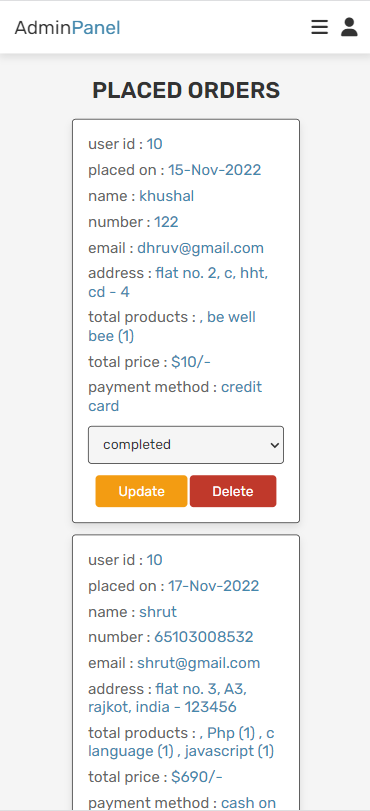 AdminPanel
PLACED ORDERS
user id : 10
placed on : 15-Nov-2022
name : khushal
number : 122
email : dhruv@gmail.com
address : flat no. 2, c, hht,
cd - 4
total products : , be well
bee (1)
total price : $10/-
payment method : credit
card
completed
Update Delete
user id : 10
placed on : 17-Nov-2022
name : shrut
number : 65103008532
email : shrut@gmail.com
address : flat no. 3, A3,
rajkot, india - 123456
total products : , Php (1) , c
language (1) , javascript (1)
total price : $690/-
payment method : cash on